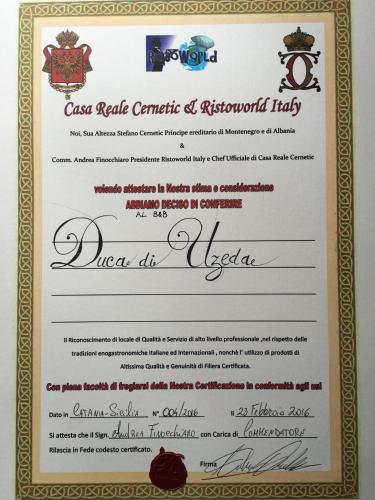 RistoWorld
Casa Reale Cernetic & Ristoworld Italy
Noi, Sua Altezza Stefano Cernetic Principe ereditario di Montenegro e di Albania
&
Comm. Andrea Finocchiaro Presidente Ristoworld Italy e Chef Ufficiale di Casa Reale Cernetic
volendo attestare la Nostra stima e considerazione
ABBIAMO DECISO DI CONFERIRE
AL B&B
Duca di Uzeda
Il Riconoscimento di locale di Qualità e Servizio di alto livello professionale ,nel rispetto delle
tradizioni enogastronomiche Italiane ed Internazionali , nonchè l' utilizzo di prodotti di
Altissima Qualità e Genuinità di Filiera Certificata.
Con piena facoltà di fregiarsi della Nostra Certificazione in conformità agli usi
Dato in CATANIA-Sicilia N° 004/2016 Il 23 Febbraio 2016
Si attesta che il Sign. Andrea Finocchiaro con Carica di COMMENDATORE
Rilascia in Fede codesto certificato.
Firma